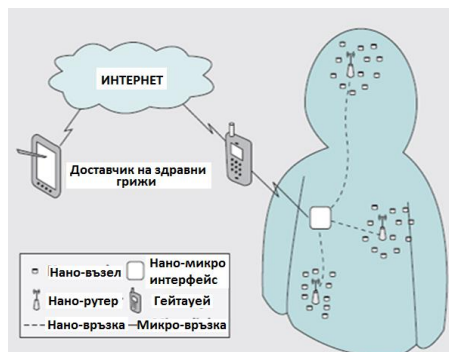 ИНТЕРНЕТ
Доставчик на здравни
грижи
Нано-възел
Нано-микро
интерфейс
Нано-рутер
Гейтауей
Нано-връзка
Микро-връзка